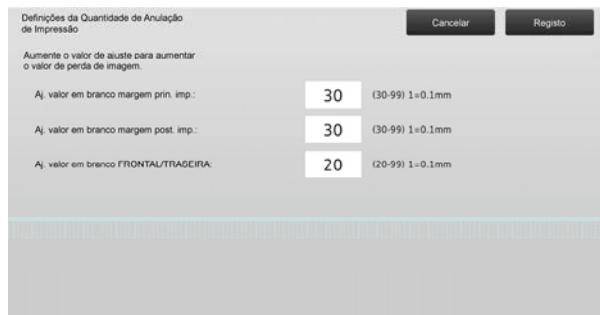 Definições da Quantidade de Anulação
de Impressão
Cancelar
Registo
Aumente o valor de ajuste para aumentar
o valor de perda de imagem.
Aj. valor em branco margem prin. imp.:
30
(30-99) 1=0.1mm
Aj. valor em branco margem post. imp.:
30
(30-99) 1=0.1mm
Aj. valor em branco FRONTAL/TRASEIRA:
20
(20-99) 1=0.1mm